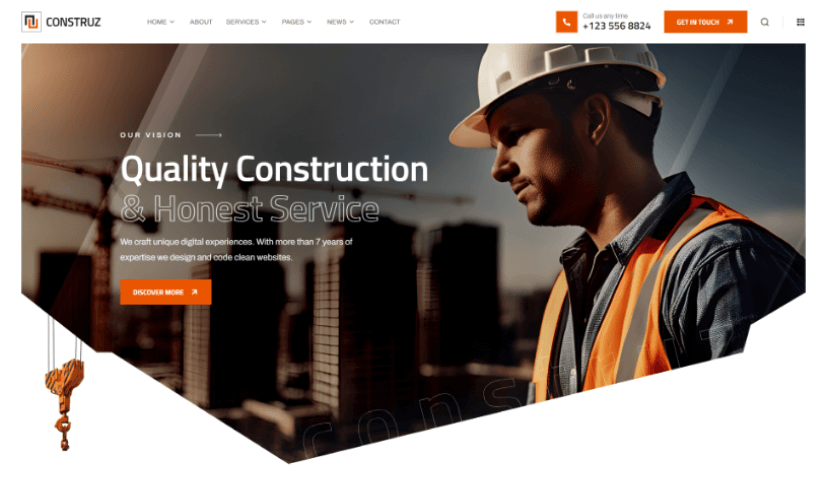 CONSTRUZ
HOME ABOUT SERVICES PAGES NEWS CONTACT
Call us any time
+123 556 8824
GET IN TOUCH
OUR VISION
Quality Construction
& Honest Service
We craft unique digital experiences. With more than 7 years of
expertise we design and code clean websites.
DISCOVER MORE
const